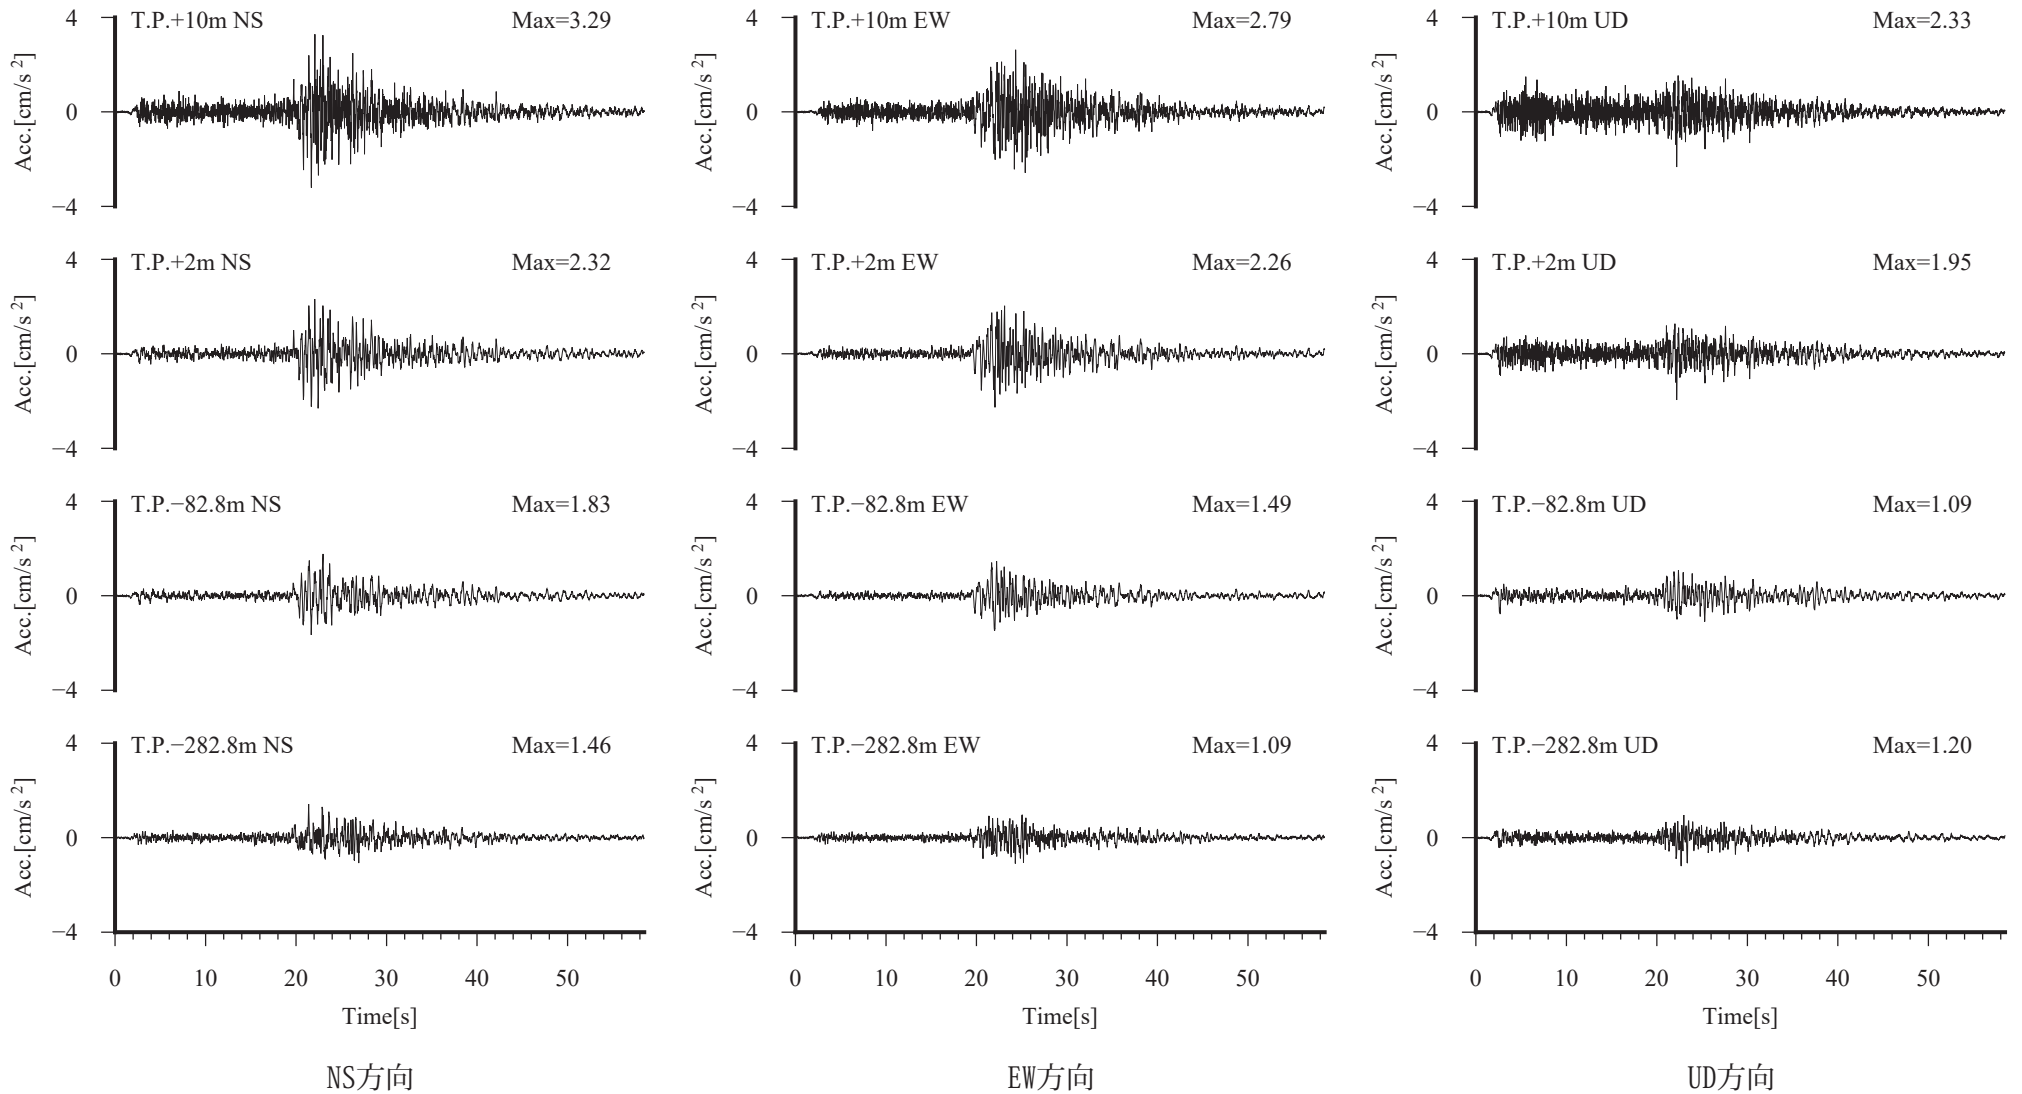 T.P.+10m NS Max=3.29
4
0
−4
Acc.[cm/s 2]
T.P.+10m EW Max=2.79
4
0
−4
Acc.[cm/s 2]
T.P.+10m UD Max=2.33
4
0
−4
Acc.[cm/s 2]
T.P.+2m NS Max=2.32
4
0
−4
Acc.[cm/s 2]
T.P.+2m EW Max=2.26
4
0
−4
Acc.[cm/s 2]
T.P.+2m UD Max=1.95
4
0
−4
Acc.[cm/s 2]
T.P.−82.8m NS Max=1.83
4
0
−4
Acc.[cm/s 2]
T.P.−82.8m EW Max=1.49
4
0
−4
Acc.[cm/s 2]
T.P.−82.8m UD Max=1.09
4
0
−4
Acc.[cm/s 2]
T.P.−282.8m NS Max=1.46
4
0
−4
Acc.[cm/s 2]
T.P.−282.8m EW Max=1.09
4
0
−4
Acc.[cm/s 2]
T.P.−282.8m UD Max=1.20
4
0
−4
Acc.[cm/s 2]
0 10 20 30 40 50
Time[s]
NS方向
0 10 20 30 40 50
Time[s]
EW方向
0 10 20 30 40 50
Time[s]
UD方向